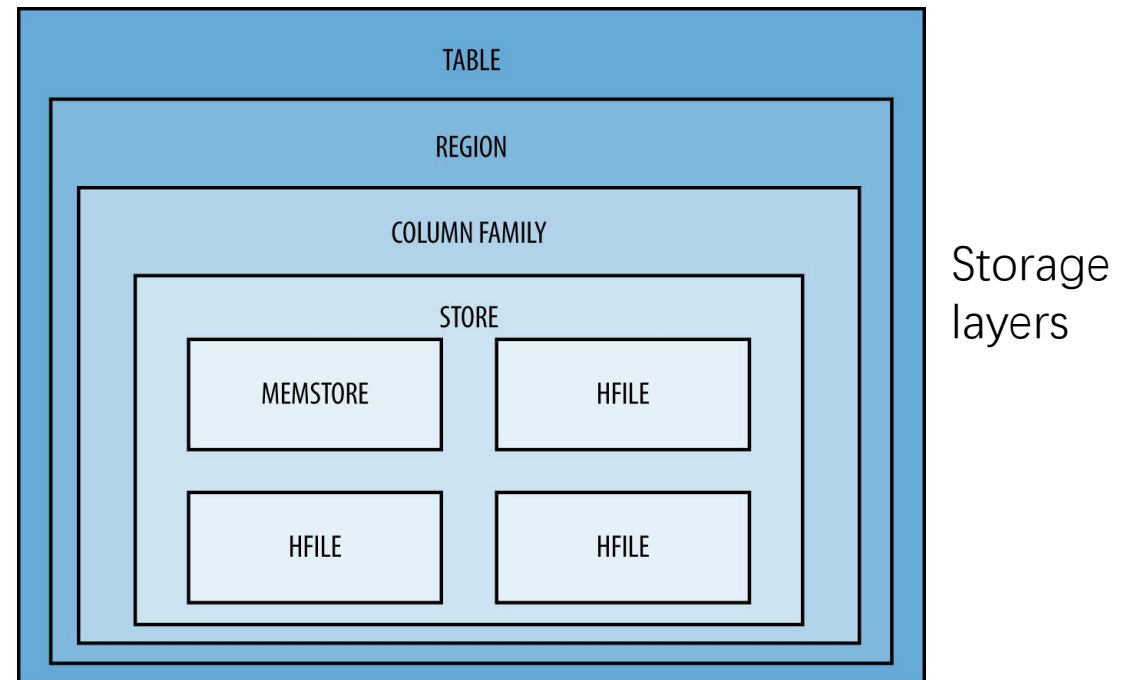 TABLE
REGION
COLUMN FAMILY
STORE
MEMSTORE
HFILE
HFILE
HFILE
Storage
layers